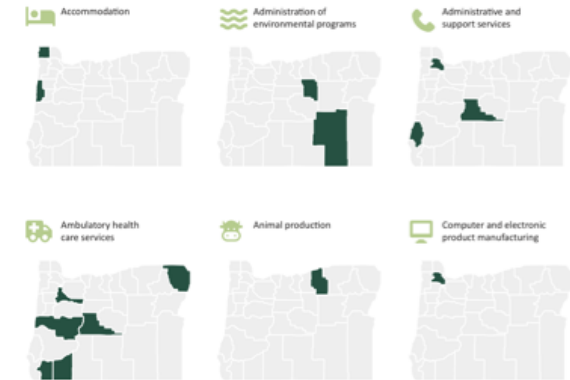 Accommodation
Administration of
environmental programs
Administrative and
support services
Ambulatory health
care services
Animal production
Computer and electronic
product manufacturing